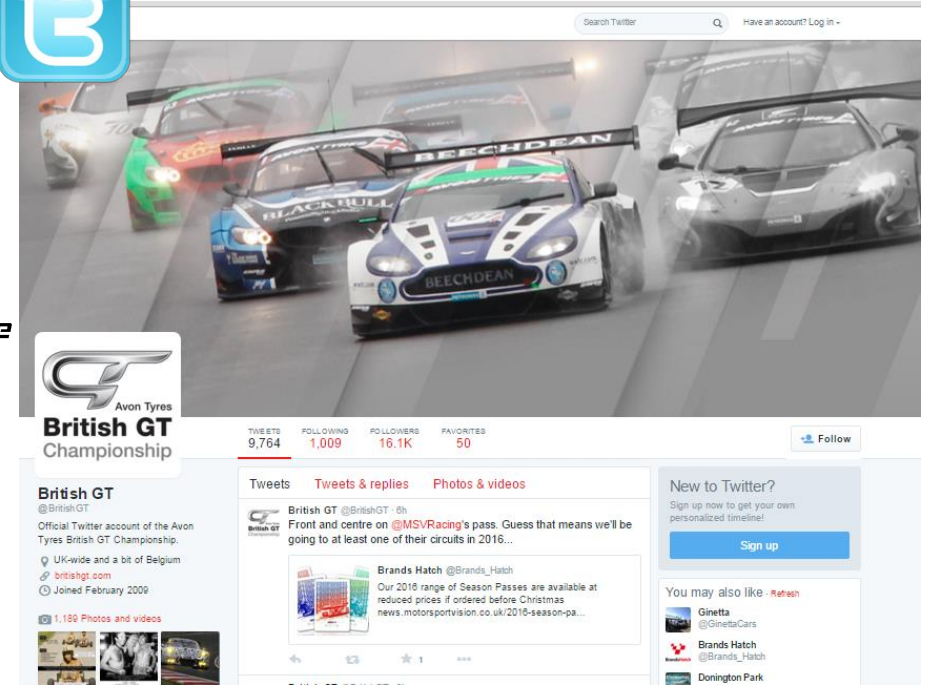 Search Twitter
Have an account? Log in
AVON TYRES
BEECHDEAN
BLACKBULL
007
BEECHDEAN
Avon Tyres
British GT
Championship
TWEETS
9,764
FOLLOWING
1,009
FOLLOWERS
16.1K
FAVORITES
50
Follow
British GT
@BritishGT
Official Twitter account of the Avon
Tyres British GT Championship.
UK-wide and a bit of Belgium
britishgt.com
Joined February 2009
1,189 Photos and videos
Tweets Tweets & replies Photos & videos
British GT @BritishGT · 6h
Front and centre on @MSVRacing's pass. Guess that means we'll be
going to at least one of their circuits in 2016...
Brands Hatch @Brands_Hatch
Our 2016 range of Season Passes are available at
reduced prices if ordered before Christmas
news.motorsportvision.co.uk/2016-season-pa...
1
New to Twitter?
Sign up now to get your own
personalized timeline!
Sign up
You may also like · Refresh
Ginetta
@GinettaCars
Brands Hatch
@Brands_Hatch
Donington Park